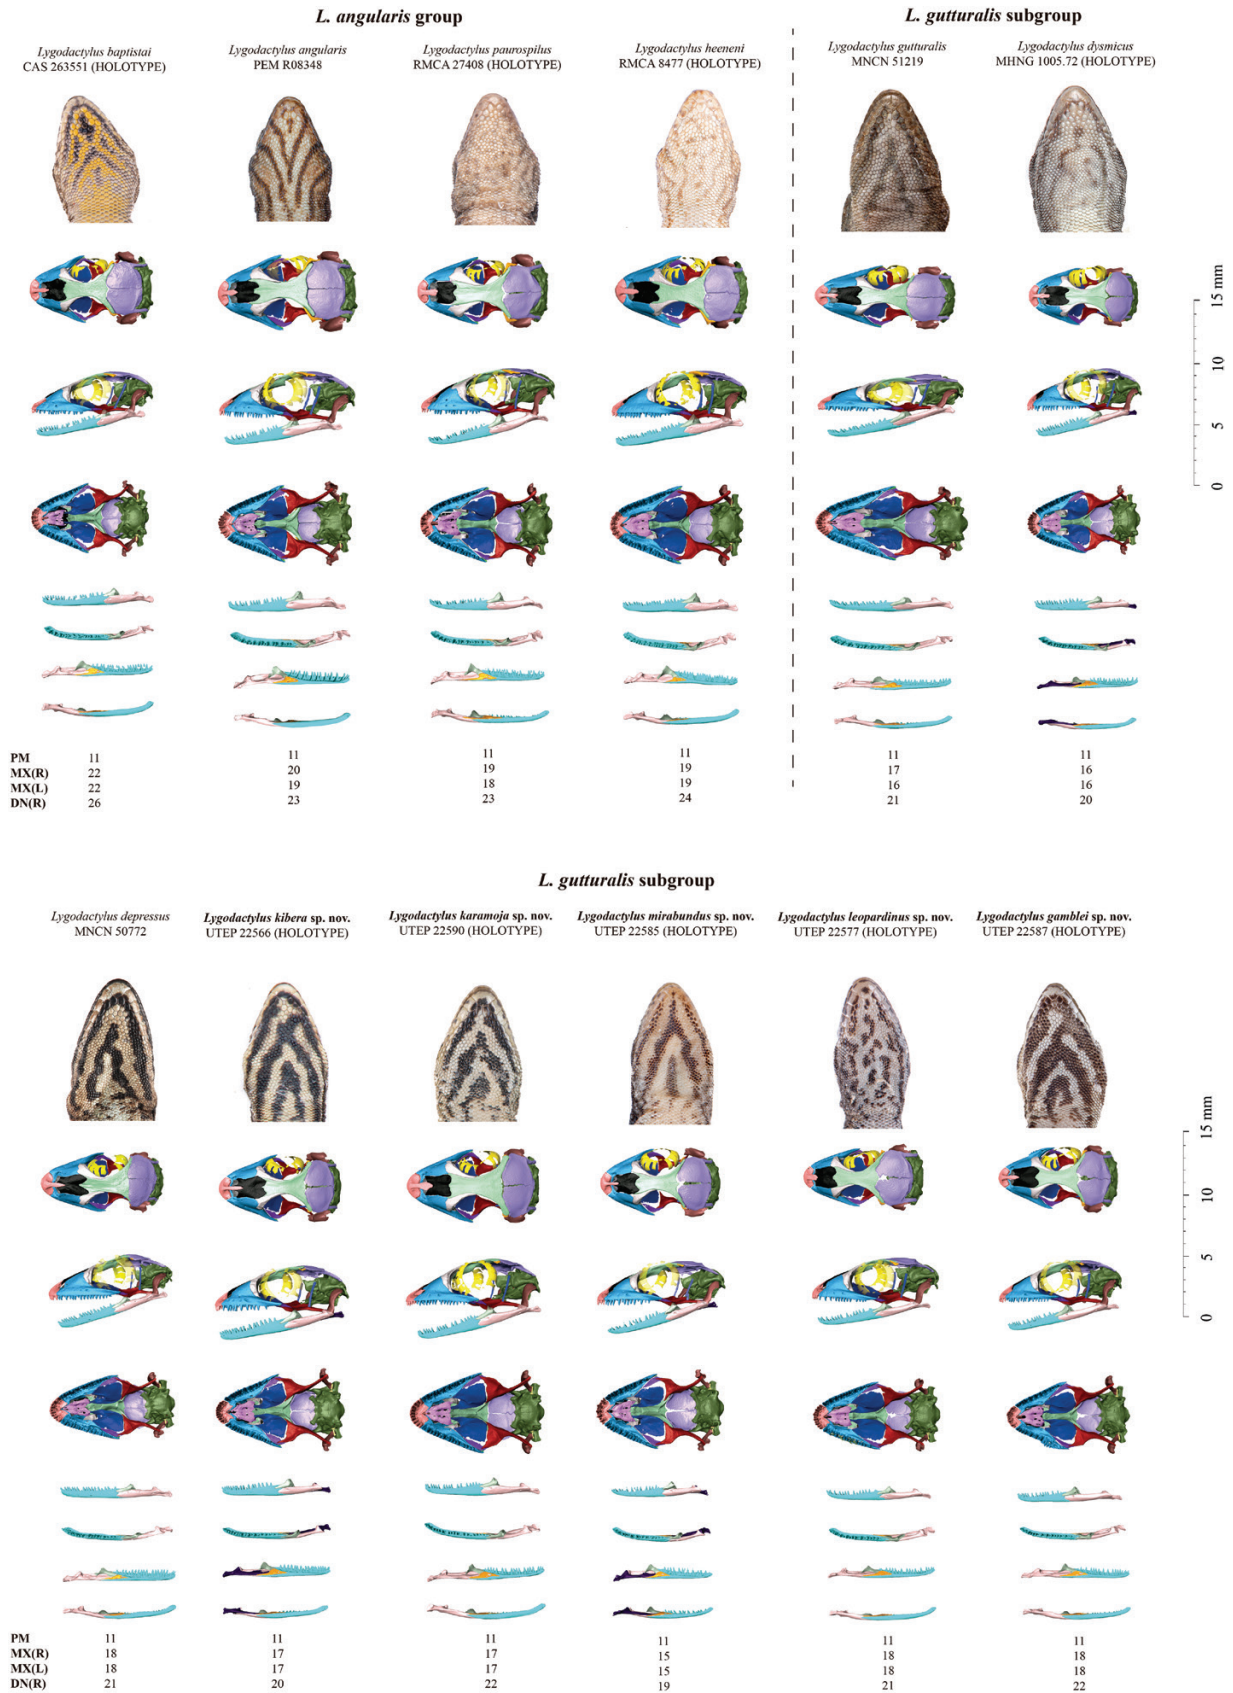 L. angularis group
L. gutturalis subgroup
Lygodactylus baptistai
CAS 263551 (HOLOTYPE)
Lygodactylus angularis
PEM R08348
Lygodactylus paurospilus
RMCA 27408 (HOLOTYPE)
Lygodactylus heeneni
RMCA 8477 (HOLOTYPE)
Lygodactylus gutturalis
MNCN 51219
Lygodactylus dysmicus
MHNG 1005.72 (HOLOTYPE)
15 mm
10
5
0
PM 11 11 11 11 11 11
MX(R) 22 20 19 19 17 16
MX(L) 22 19 18 19 16 16
DN(R) 26 23 23 24 21 20
L. gutturalis subgroup
Lygodactylus depressus
MNCN 50772
Lygodactylus kibera sp. nov.
UTEP 22566 (HOLOTYPE)
Lygodactylus karamoja sp. nov.
UTEP 22590 (HOLOTYPE)
Lygodactylus mirabundus sp. nov.
UTEP 22585 (HOLOTYPE)
Lygodactylus leopardinus sp. nov.
UTEP 22577 (HOLOTYPE)
Lygodactylus gamblei sp. nov.
UTEP 22587 (HOLOTYPE)
15 mm
10
5
0
PM 11 11 11 11 11 11
MX(R) 18 17 17 15 18 18
MX(L) 18 17 17 15 18 18
DN(R) 21 20 22 19 21 22